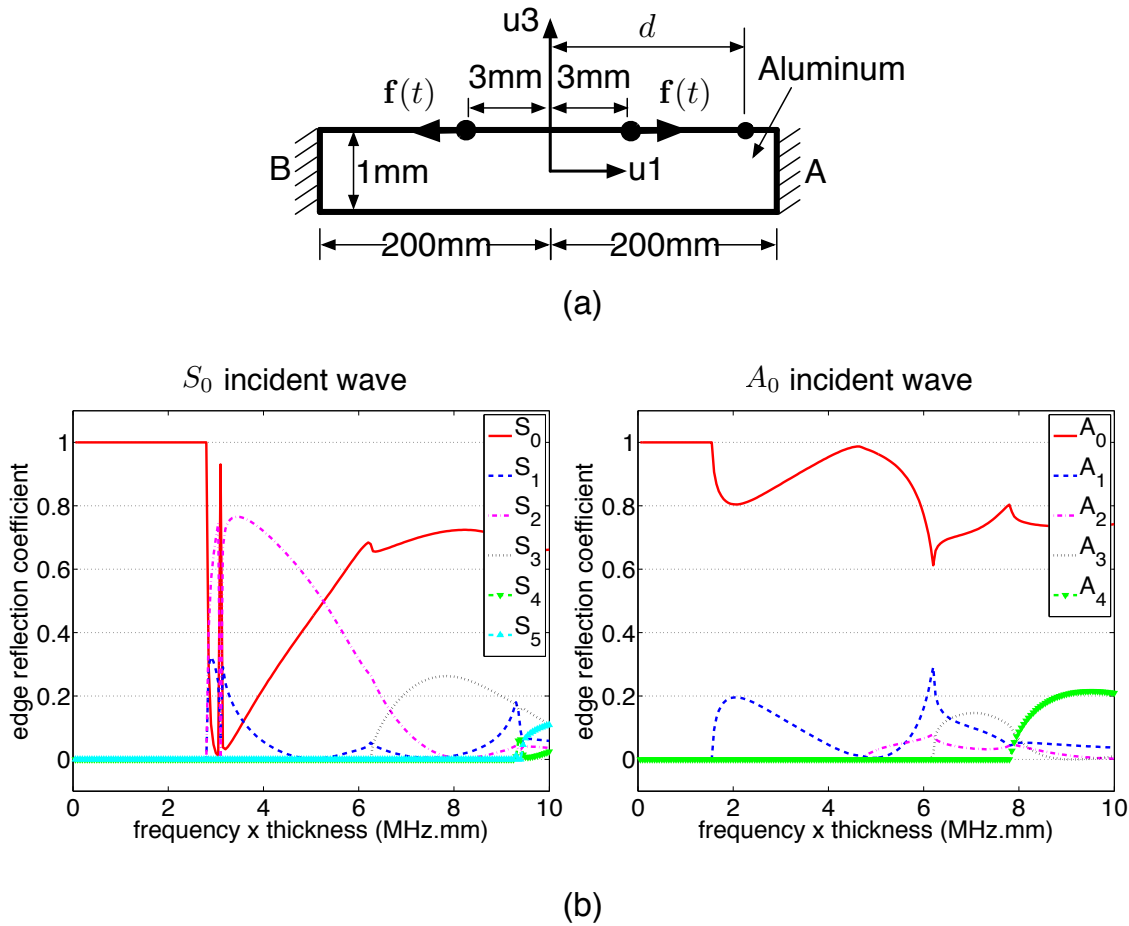 u3
d
3mm 3mm
Aluminum
f(t) f(t)
B
1mm
u1
A
200mm 200mm
(a)
S₀ incident wave
edge reflection coefficient
1
0.8
0.6
0.4
0.2
0
0 2 4 6 8 10
frequency x thickness (MHz.mm)
S₀
S₁
S₂
S₃
S₄
S₅
A₀ incident wave
edge reflection coefficient
1
0.8
0.6
0.4
0.2
0
0 2 4 6 8 10
frequency x thickness (MHz.mm)
A₀
A₁
A₂
A₃
A₄
(b)